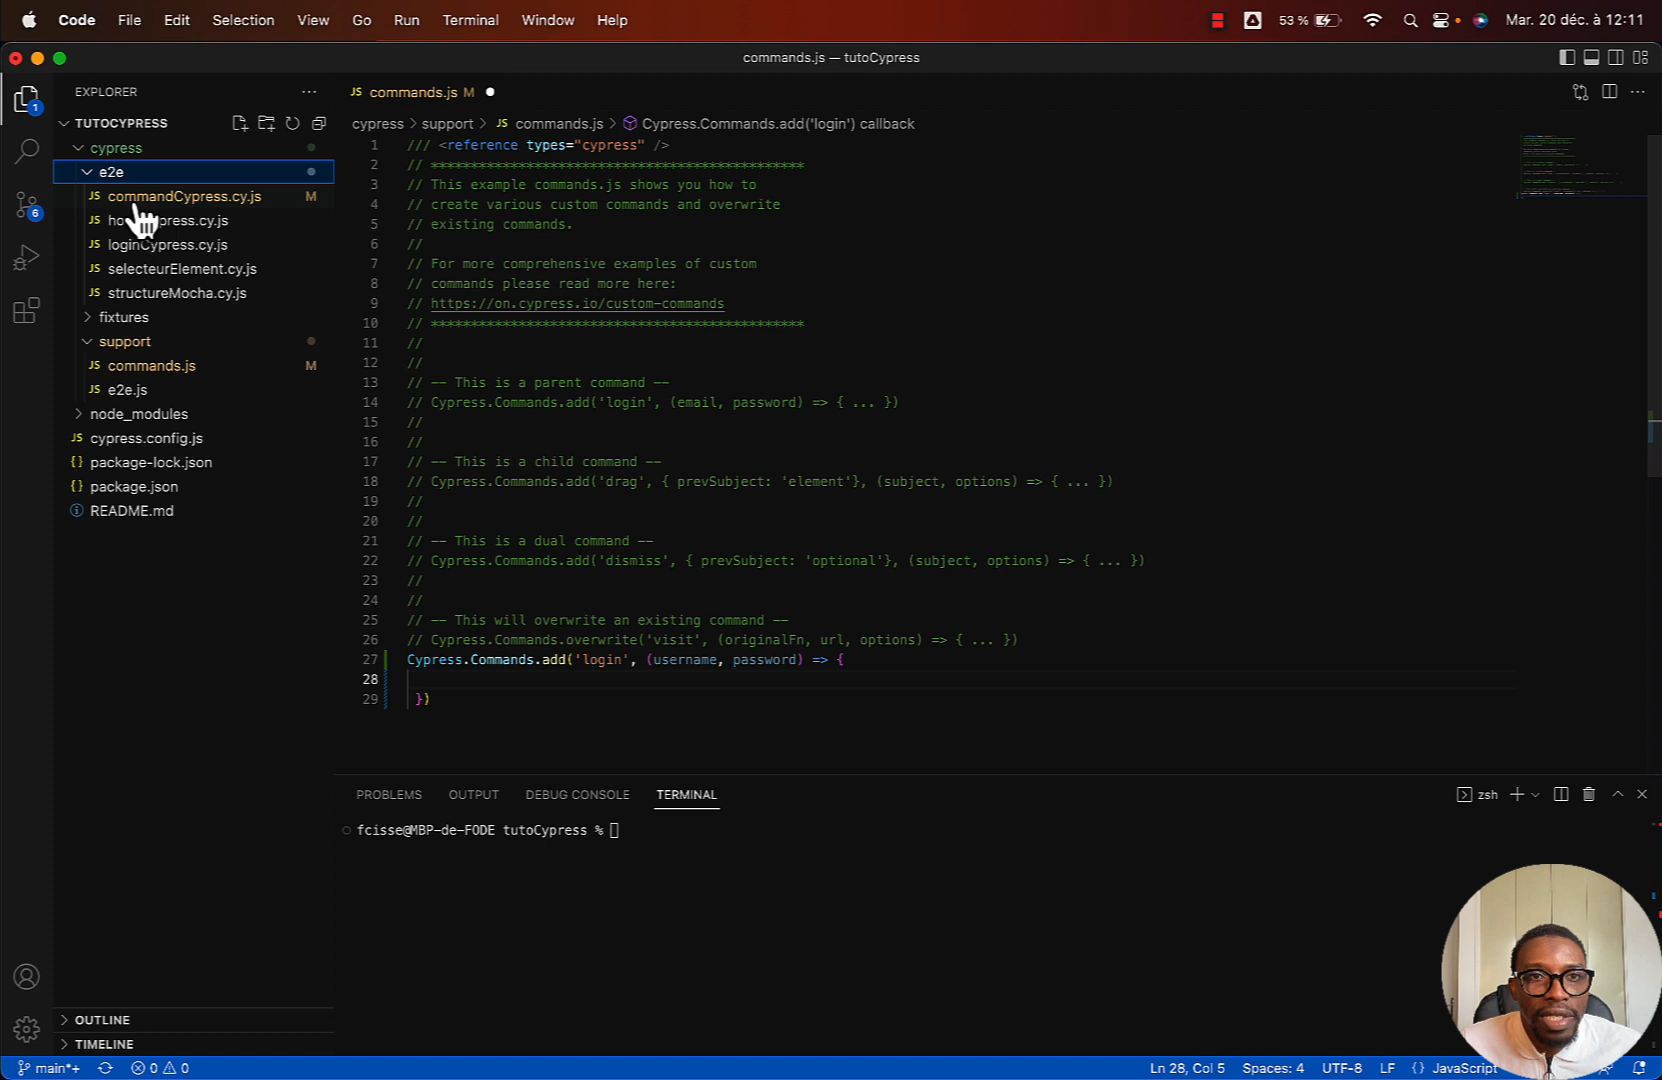 Code File Edit Selection View Go Run Terminal Window Help 53 % Mar. 20 déc. à 12:11
commands.js — tutoCypress
EXPLORER
TUTOCYPRESS
cypress
e2e
commandCypress.cy.js M
loginCypress.cy.js
selecteurElement.cy.js
structureMocha.cy.js
fixtures
support
commands.js M
e2e.js
node_modules
cypress.config.js
package-lock.json
package.json
README.md
OUTLINE
TIMELINE
1
6
JS commands.js M
cypress > support > JS commands.js > Cypress.Commands.add('login') callback
1 /// <reference types="cypress" />
2 // ***********************************************
3 // This example commands.js shows you how to
4 // create various custom commands and overwrite
5 // existing commands.
6 //
7 // For more comprehensive examples of custom
8 // commands please read more here:
9 // https://on.cypress.io/custom-commands
10 // ***********************************************
11 //
12 //
13 // -- This is a parent command --
14 // Cypress.Commands.add('login', (email, password) => { ... })
15 //
16 //
17 // -- This is a child command --
18 // Cypress.Commands.add('drag', { prevSubject: 'element'}, (subject, options) => { ... })
19 //
20 //
21 // -- This is a dual command --
22 // Cypress.Commands.add('dismiss', { prevSubject: 'optional'}, (subject, options) => { ... })
23 //
24 //
25 // -- This will overwrite an existing command --
26 // Cypress.Commands.overwrite('visit', (originalFn, url, options) => { ... })
27 Cypress.Commands.add('login', (username, password) => {
28
29 })
PROBLEMS OUTPUT DEBUG CONSOLE TERMINAL zsh
fcisse@MBP-de-FODE tutoCypress %
main*+ 0 0 Ln 28, Col 5 Spaces: 4 UTF-8 LF {} JavaScript